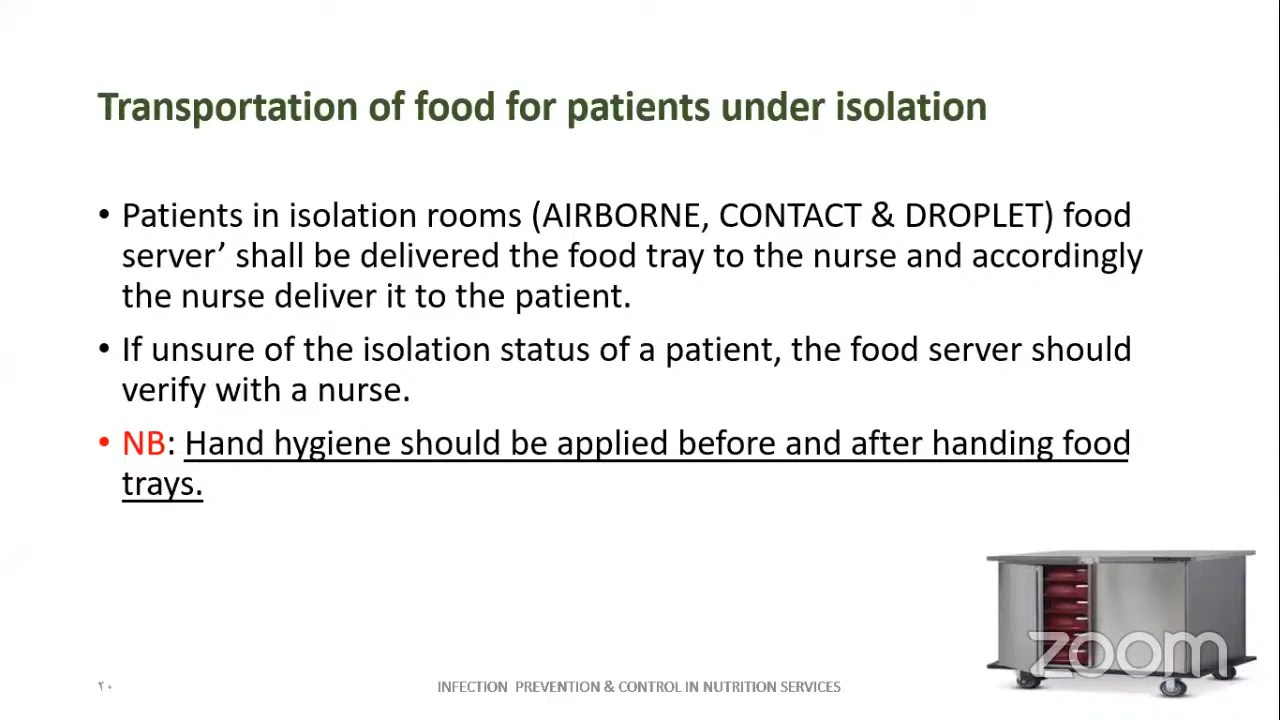 Transportation of food for patients under isolation
• Patients in isolation rooms (AIRBORNE, CONTACT & DROPLET) food
server’ shall be delivered the food tray to the nurse and accordingly
the nurse deliver it to the patient.
• If unsure of the isolation status of a patient, the food server should
verify with a nurse.
• NB: Hand hygiene should be applied before and after handing food
trays.
zoom
٢٠
INFECTION PREVENTION & CONTROL IN NUTRITION SERVICES